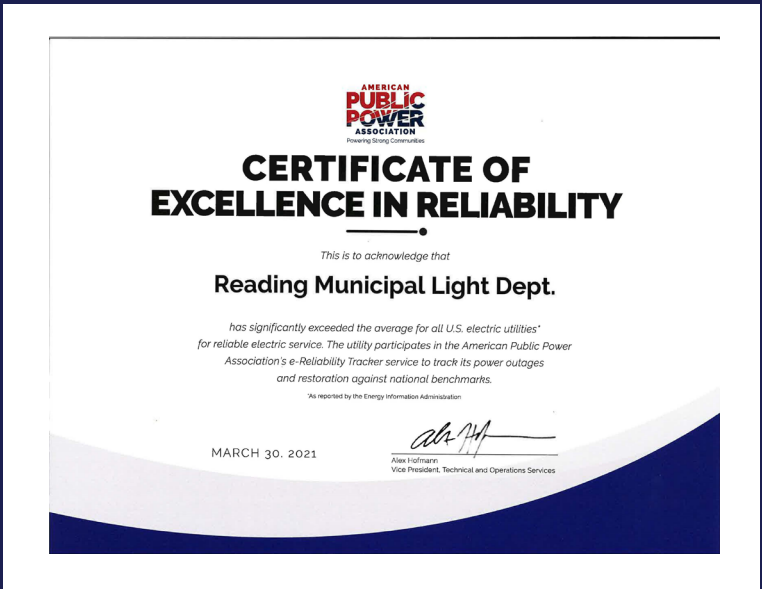 AMERICAN
PUBLIC
POWER
ASSOCIATION
Powering Strong Communities
CERTIFICATE OF
EXCELLENCE IN RELIABILITY
This is to acknowledge that
Reading Municipal Light Dept.
has significantly exceeded the average for all U.S. electric utilities*
for reliable electric service. The utility participates in the American Public Power
Association's e-Reliability Tracker service to track its power outages
and restoration against national benchmarks.
*As reported by the Energy Information Administration
MARCH 30, 2021
Alex Hofmann
Vice President, Technical and Operations Services